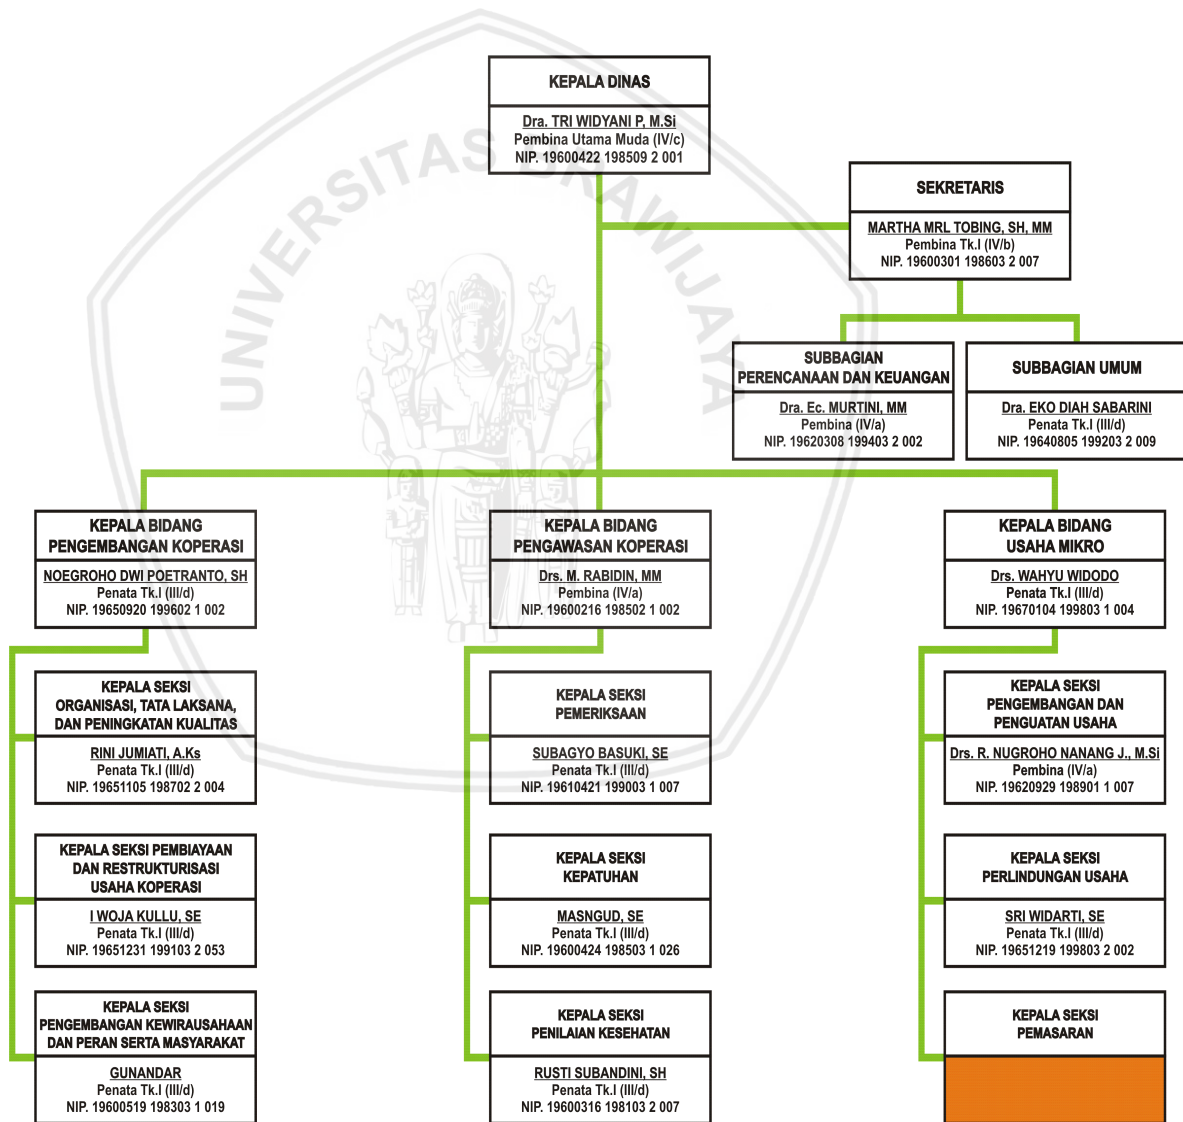 UNIVERSITAS BRAWIJAYA
KEPALA DINAS
Dra. TRI WIDYANI P, M.Si
Pembina Utama Muda (IV/c)
NIP. 19600422 198509 2 001
SEKRETARIS
MARTHA MRL TOBING, SH, MM
Pembina Tk.I (IV/b)
NIP. 19600301 198603 2 007
SUBBAGIAN
PERENCANAAN DAN KEUANGAN
Dra. Ec. MURTINI, MM
Pembina (IV/a)
NIP. 19620308 199403 2 002
SUBBAGIAN UMUM
Dra. EKO DIAH SABARINI
Penata Tk.I (III/d)
NIP. 19640805 199203 2 009
KEPALA BIDANG
PENGEMBANGAN KOPERASI
NOEGROHO DWI POETRANTO, SH
Penata Tk.I (III/d)
NIP. 19650920 199602 1 002
KEPALA BIDANG
PENGAWASAN KOPERASI
Drs. M. RABIDIN, MM
Pembina (IV/a)
NIP. 19600216 198502 1 002
KEPALA BIDANG
USAHA MIKRO
Drs. WAHYU WIDODO
Penata Tk.I (III/d)
NIP. 19670104 199803 1 004
KEPALA SEKSI
ORGANISASI, TATA LAKSANA,
DAN PENINGKATAN KUALITAS
RINI JUMIATI, A.Ks
Penata Tk.I (III/d)
NIP. 19651105 198702 2 004
KEPALA SEKSI
PEMERIKSAAN
SUBAGYO BASUKI, SE
Penata Tk.I (III/d)
NIP. 19610421 199003 1 007
KEPALA SEKSI
PENGEMBANGAN DAN
PENGUATAN USAHA
Drs. R. NUGROHO NANANG J., M.Si
Pembina (IV/a)
NIP. 19620929 198901 1 007
KEPALA SEKSI PEMBIAYAAN
DAN RESTRUKTURISASI
USAHA KOPERASI
I WOJA KULLU, SE
Penata Tk.I (III/d)
NIP. 19651231 199103 2 053
KEPALA SEKSI
KEPATUHAN
MASNGUD, SE
Penata Tk.I (III/d)
NIP. 19600424 198503 1 026
KEPALA SEKSI
PERLINDUNGAN USAHA
SRI WIDARTI, SE
Penata Tk.I (III/d)
NIP. 19651219 199803 2 002
KEPALA SEKSI
PENGEMBANGAN KEWIRAUSAHAAN
DAN PERAN SERTA MASYARAKAT
GUNANDAR
Penata Tk.I (III/d)
NIP. 19600519 198303 1 019
KEPALA SEKSI
PENILAIAN KESEHATAN
RUSTI SUBANDINI, SH
Penata Tk.I (III/d)
NIP. 19600316 198103 2 007
KEPALA SEKSI
PEMASARAN